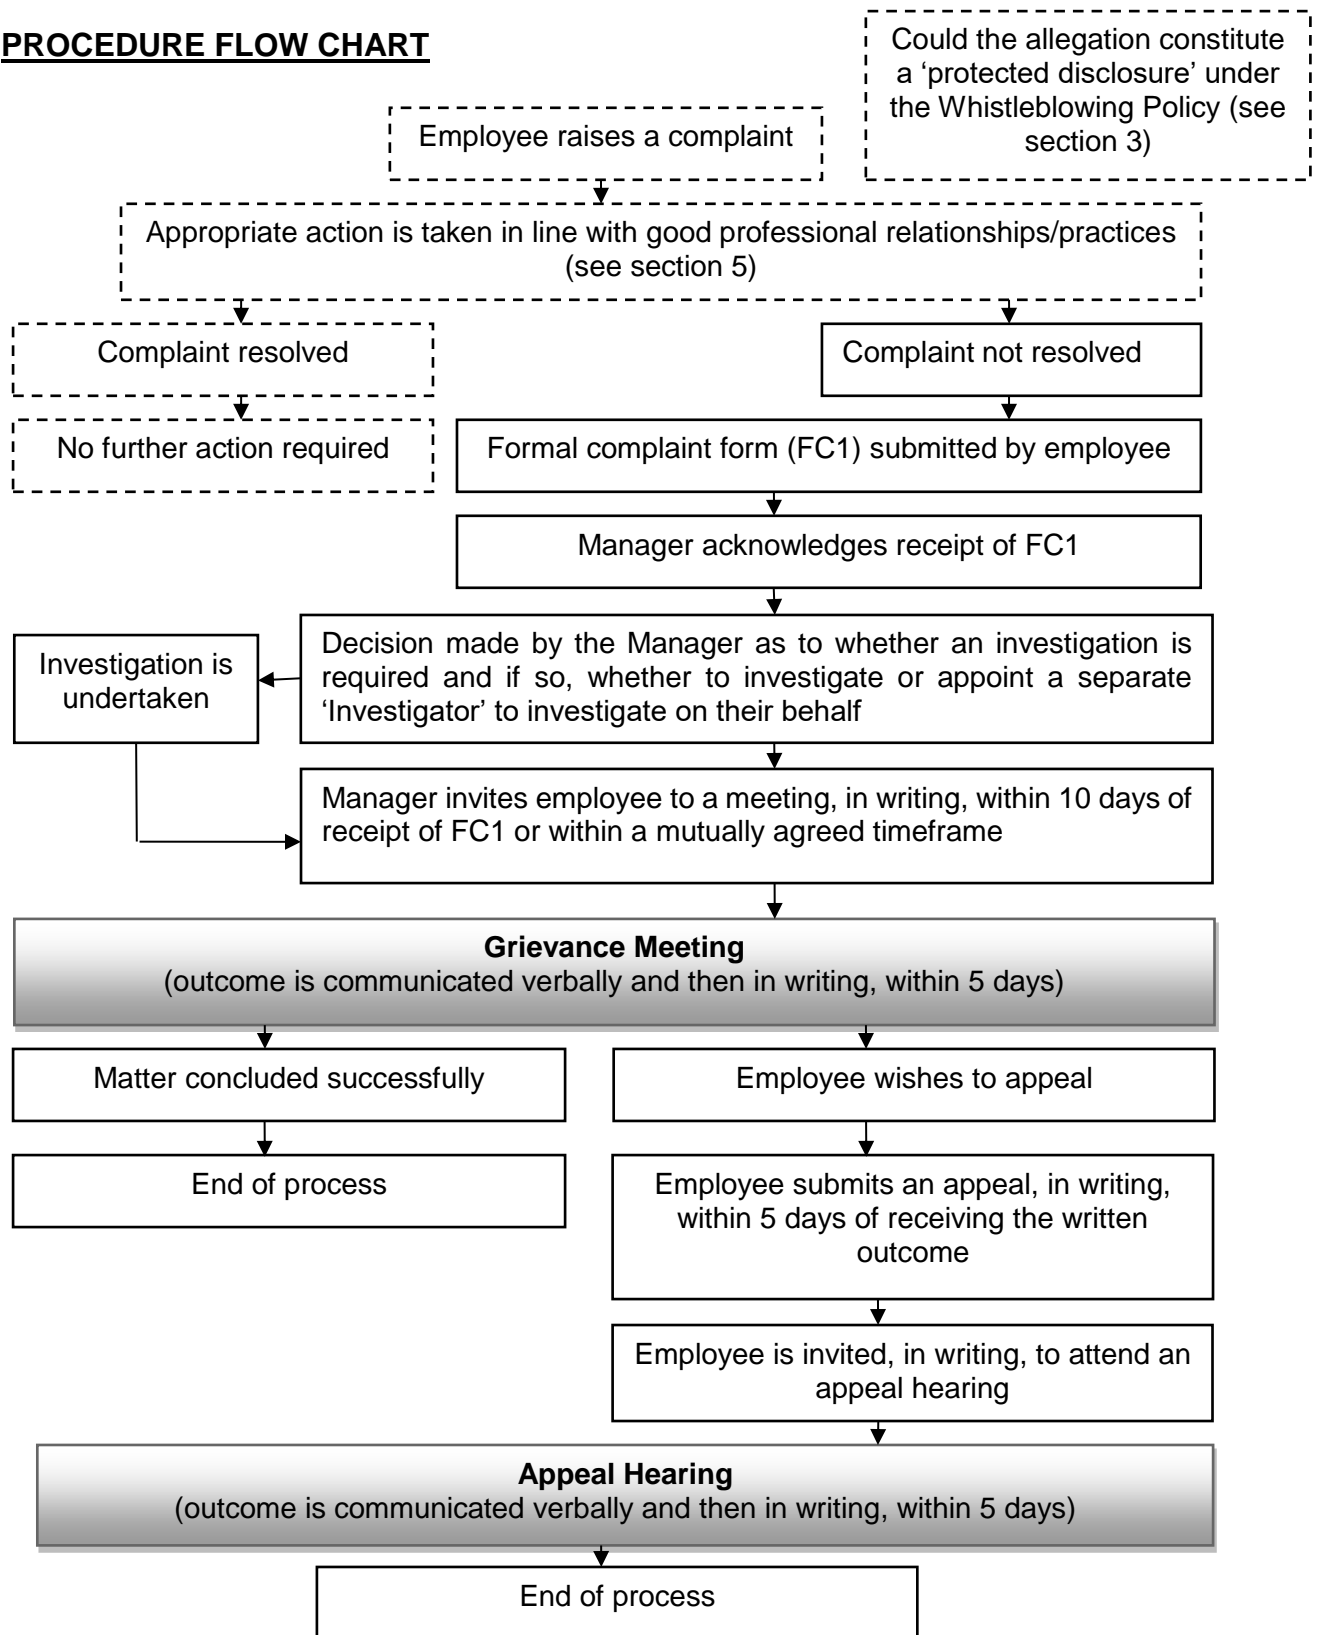 PROCEDURE FLOW CHART
Could the allegation constitute
a ‘protected disclosure’ under
the Whistleblowing Policy (see
section 3)
Employee raises a complaint
Appropriate action is taken in line with good professional relationships/practices
(see section 5)
Complaint resolved
Complaint not resolved
No further action required
Formal complaint form (FC1) submitted by employee
Manager acknowledges receipt of FC1
Investigation is
undertaken
Decision made by the Manager as to whether an investigation is
required and if so, whether to investigate or appoint a separate
‘Investigator’ to investigate on their behalf
Manager invites employee to a meeting, in writing, within 10 days of
receipt of FC1 or within a mutually agreed timeframe
Grievance Meeting
(outcome is communicated verbally and then in writing, within 5 days)
Matter concluded successfully
Employee wishes to appeal
End of process
Employee submits an appeal, in writing,
within 5 days of receiving the written
outcome
Employee is invited, in writing, to attend an
appeal hearing
Appeal Hearing
(outcome is communicated verbally and then in writing, within 5 days)
End of process